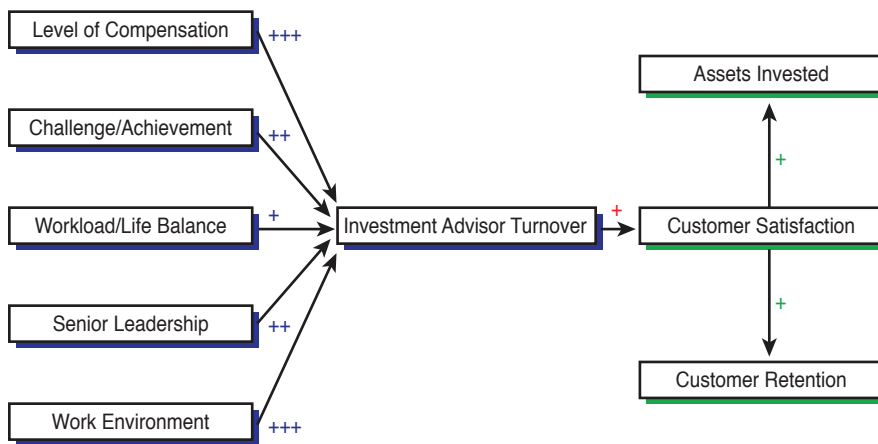 Level of Compensation
+++
Challenge/Achievement
++
Workload/Life Balance
+
Senior Leadership
++
Work Environment
+++
Investment Advisor Turnover
+
Assets Invested
+
Customer Satisfaction
+
Customer Retention